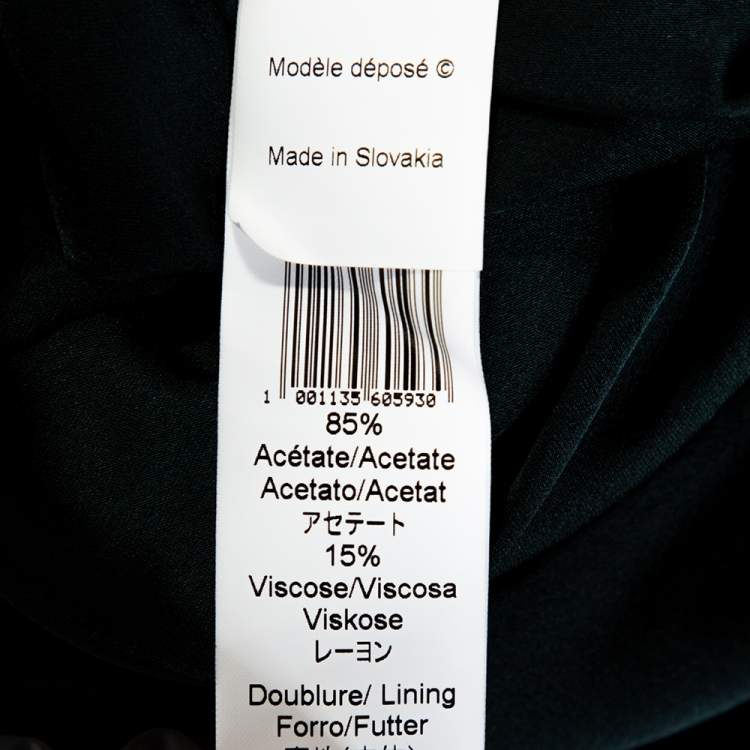 Modèle déposé ©
Made in Slovakia
1 001135 605930
85%
Acétate/Acetate
Acetato/Acetat
アセテート
15%
Viscose/Viscosa
Viskose
レーヨン
Doublure/ Lining
Forro/Futter